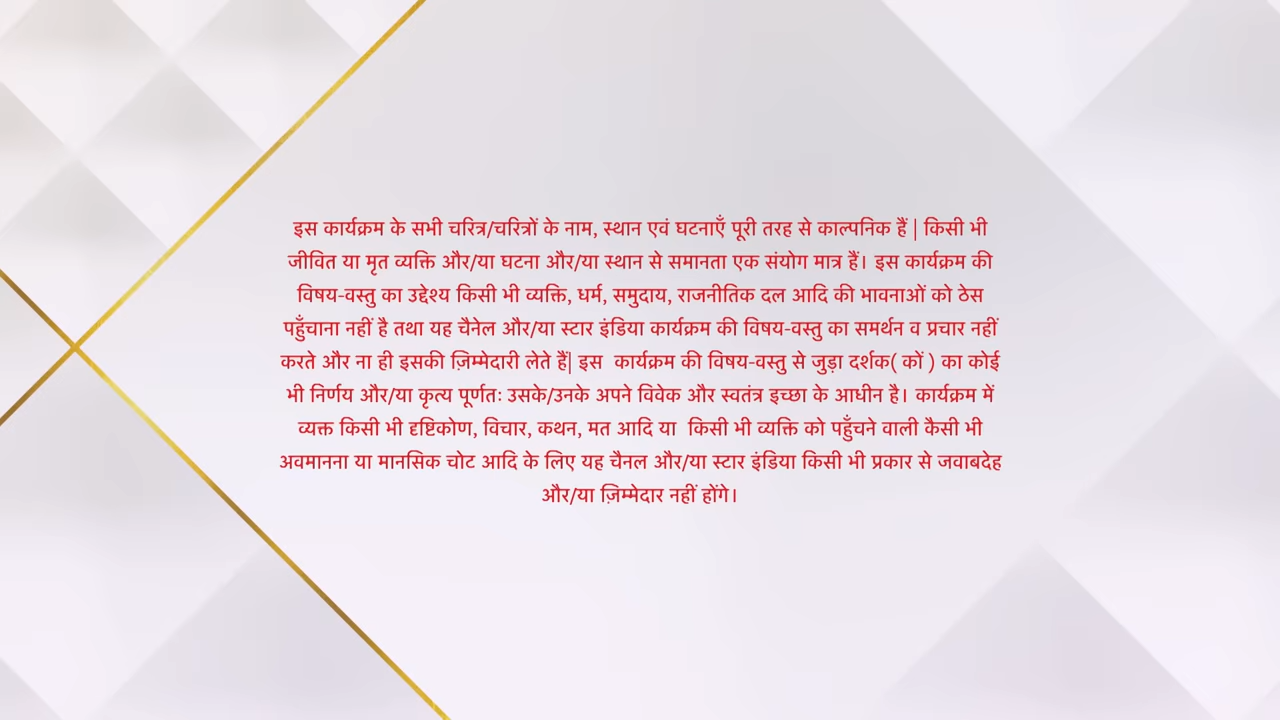 इस कार्यक्रम के सभी चरित्र/चरित्रों के नाम, स्थान एवं घटनाएँ पूरी तरह से काल्पनिक हैं | किसी भी
जीवित या मृत व्यक्ति और/या घटना और/या स्थान से समानता एक संयोग मात्र हैं। इस कार्यक्रम की
विषय-वस्तु का उद्देश्य किसी भी व्यक्ति, धर्म, समुदाय, राजनीतिक दल आदि की भावनाओं को ठेस
पहुँचाना नहीं है तथा यह चैनेल और/या स्टार इंडिया कार्यक्रम की विषय-वस्तु का समर्थन व प्रचार नहीं
करते और ना ही इसकी ज़िम्मेदारी लेते हैं| इस  कार्यक्रम की विषय-वस्तु से जुड़ा दर्शक( कों ) का कोई
भी निर्णय और/या कृत्य पूर्णतः उसके/उनके अपने विवेक और स्वतंत्र इच्छा के आधीन है। कार्यक्रम में
व्यक्त किसी भी दृष्टिकोण, विचार, कथन, मत आदि या  किसी भी व्यक्ति को पहुँचने वाली कैसी भी
अवमानना या मानसिक चोट आदि के लिए यह चैनल और/या स्टार इंडिया किसी भी प्रकार से जवाबदेह
और/या ज़िम्मेदार नहीं होंगे।